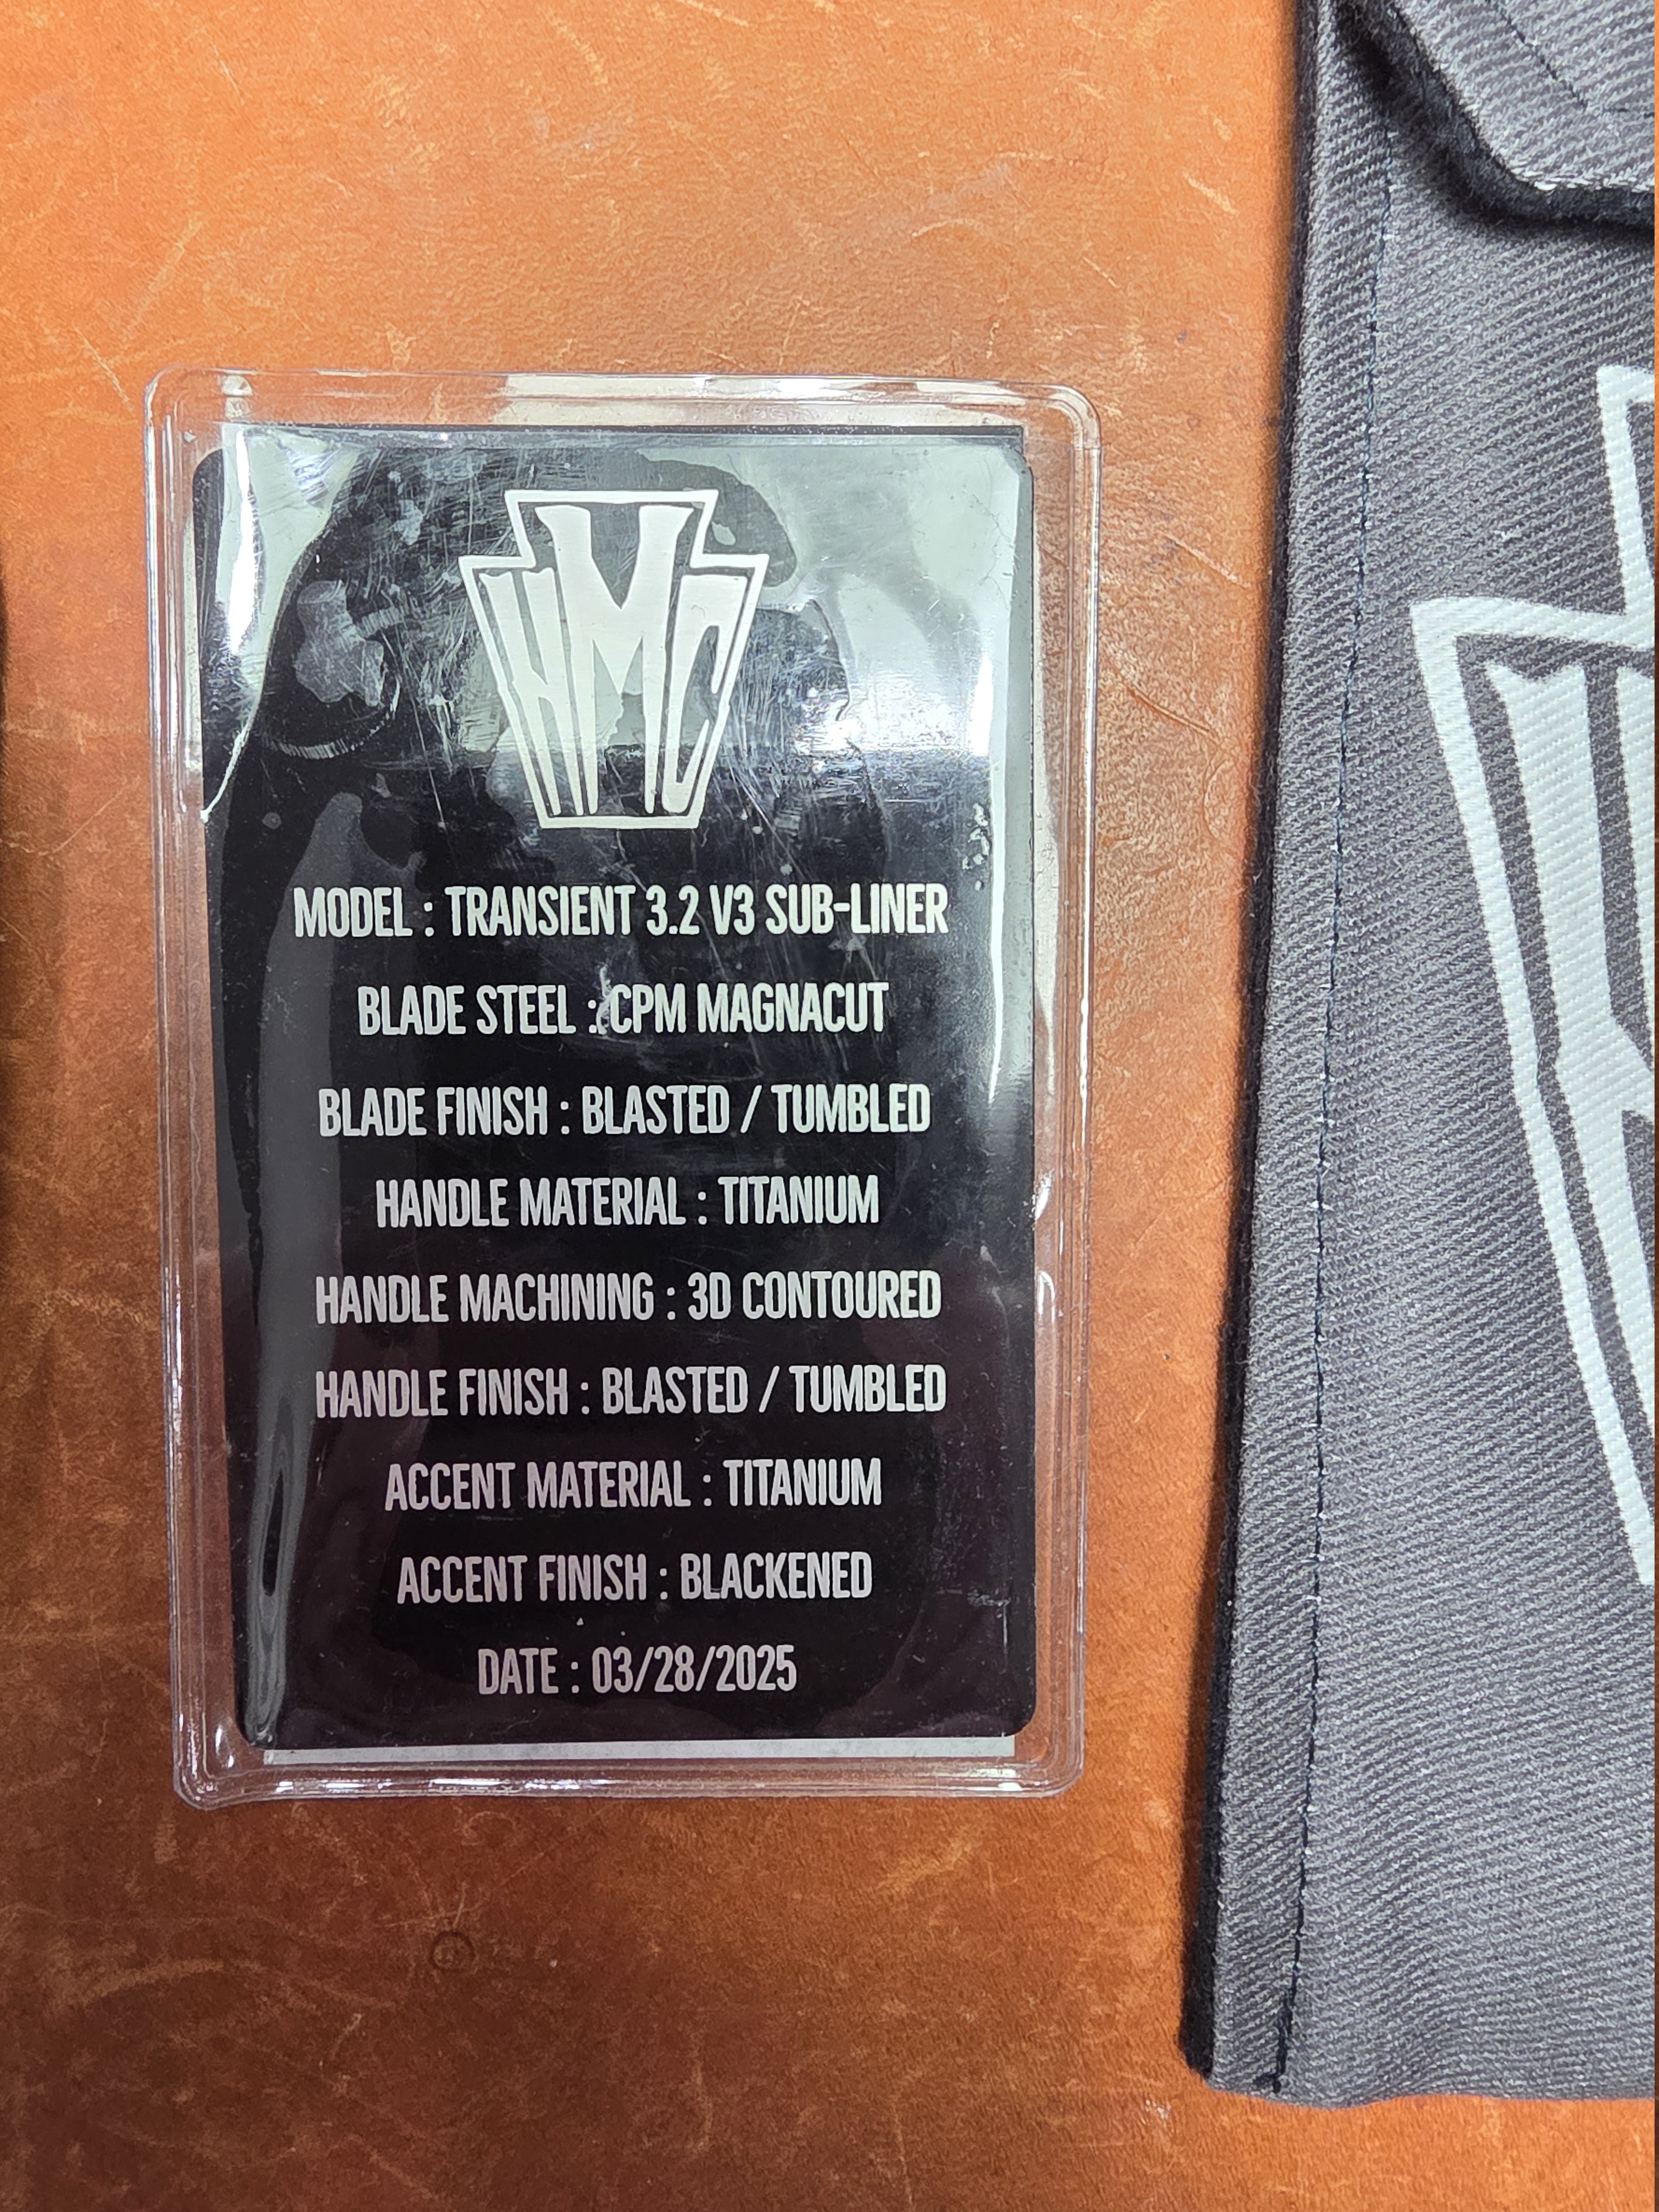 HMC
MODEL : TRANSIENT 3.2 V3 SUB-LINER
BLADE STEEL : CPM MAGNACUT
BLADE FINISH : BLASTED / TUMBLED
HANDLE MATERIAL : TITANIUM
HANDLE MACHINING : 3D CONTOURED
HANDLE FINISH : BLASTED / TUMBLED
ACCENT MATERIAL : TITANIUM
ACCENT FINISH : BLACKENED
DATE : 03/28/2025